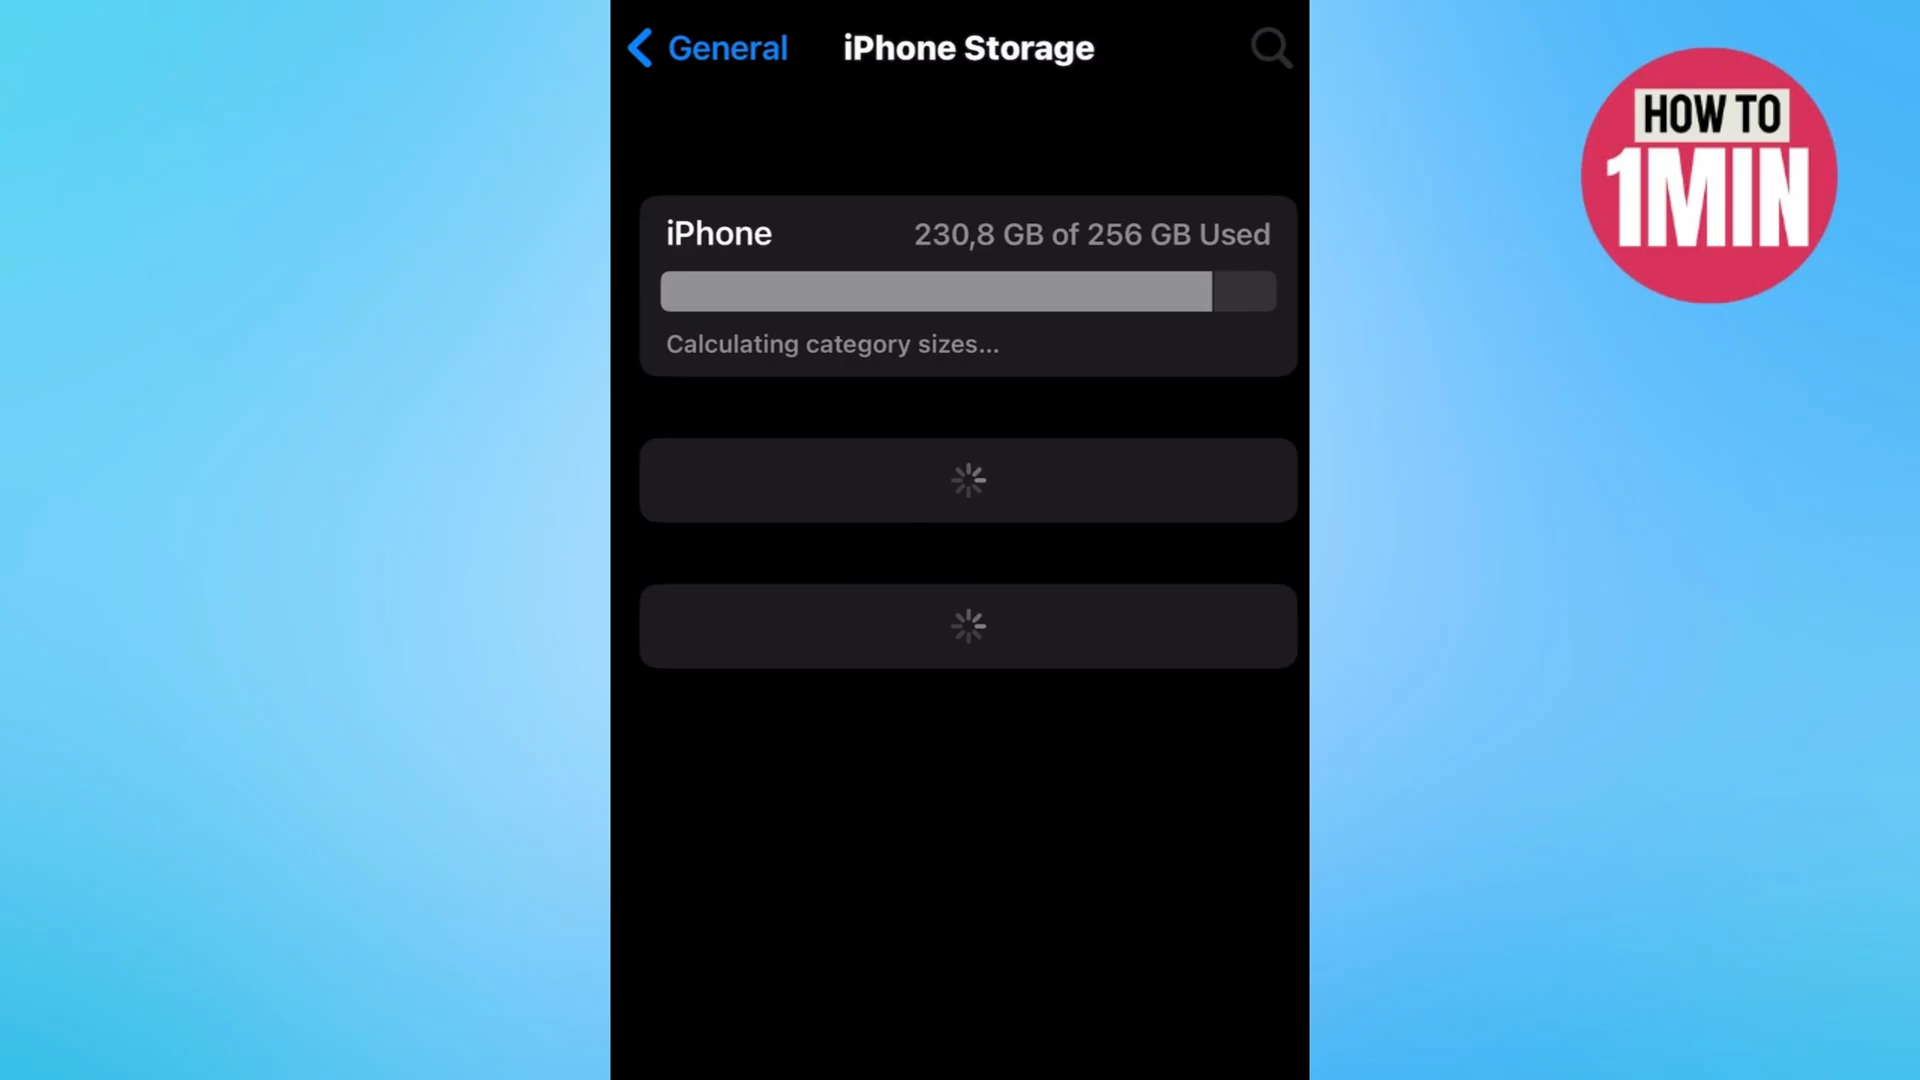 General
iPhone Storage
HOW TO
1MIN
iPhone
230,8 GB of 256 GB Used
Calculating category sizes...